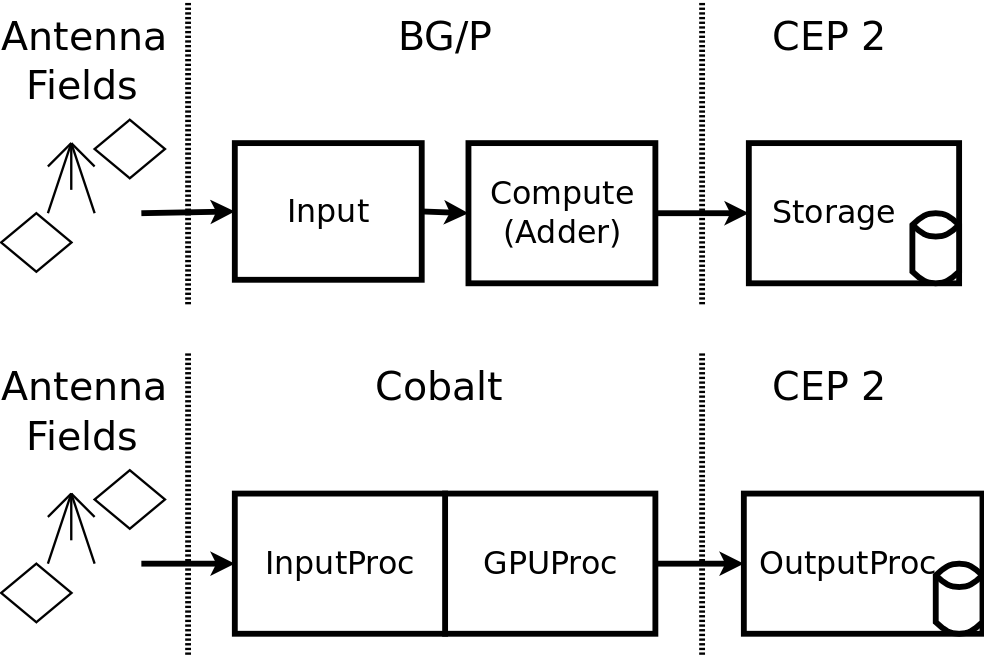 Antenna
Fields
BG/P
CEP 2
Input
Compute
(Adder)
Storage
Antenna
Fields
Cobalt
CEP 2
InputProc
GPUProc
OutputProc